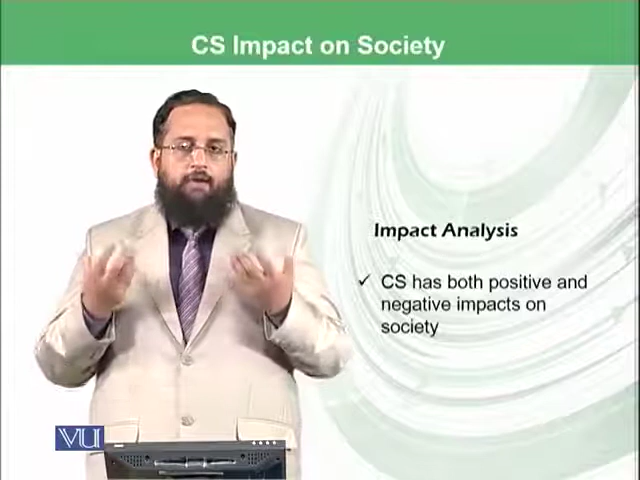 CS Impact on Society
Impact Analysis
✓ CS has both positive and
negative impacts on
society
VU